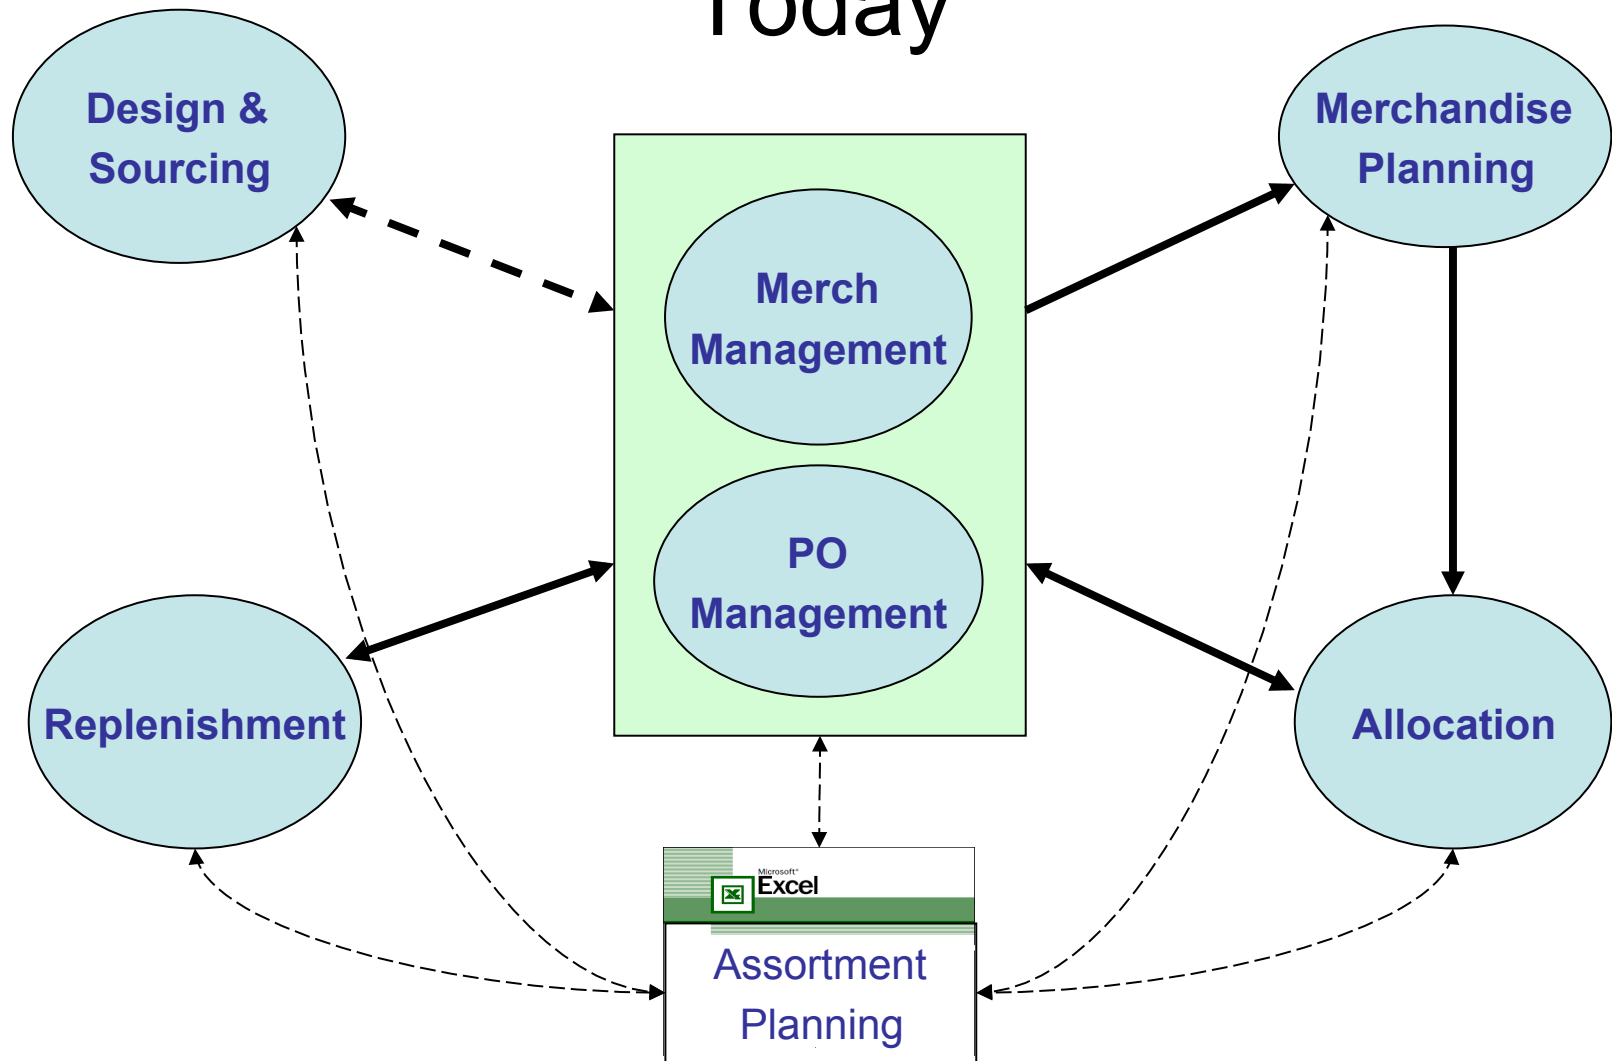 Today
Design &
Sourcing
Merchandise
Planning
Merch
Management
PO
Management
Replenishment
Allocation
Microsoft
Excel
Assortment
Planning